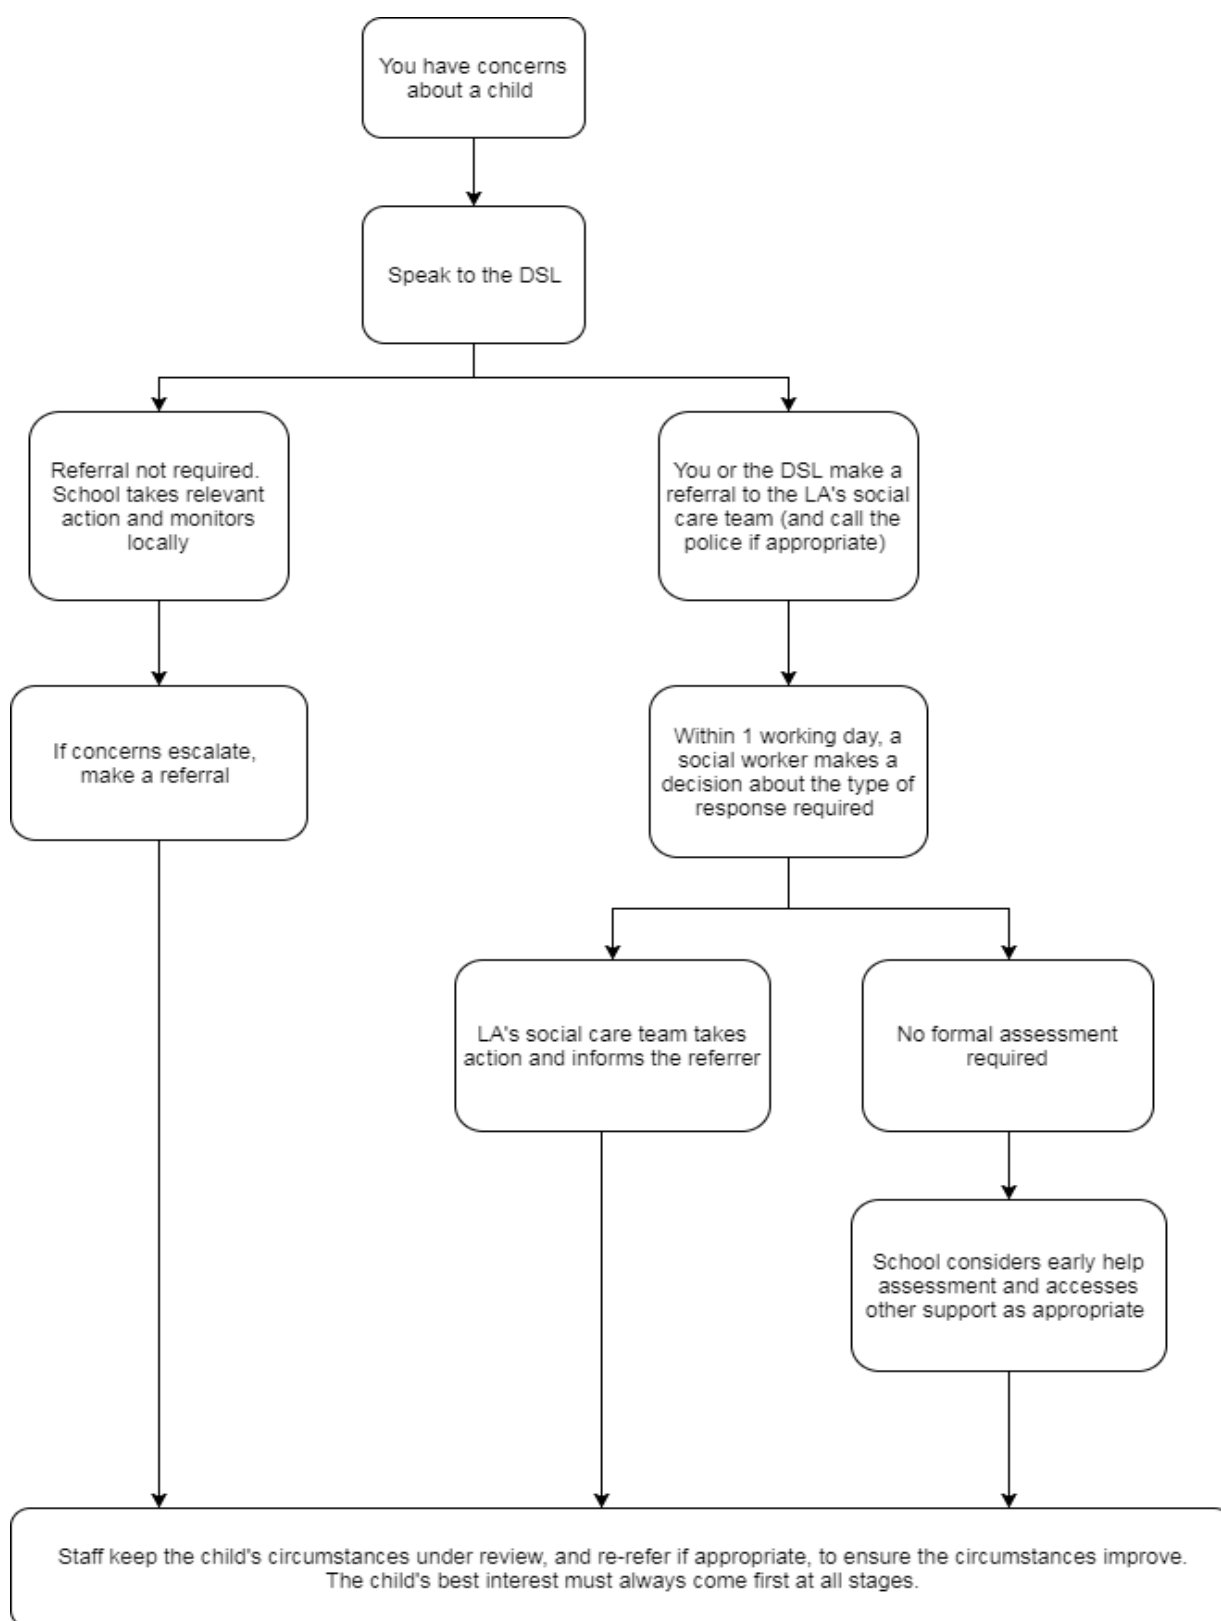 You have concerns
about a child
Speak to the DSL
Referral not required.
School takes relevant
action and monitors
locally
You or the DSL make a
referral to the LA's social
care team (and call the
police if appropriate)
If concerns escalate,
make a referral
Within 1 working day, a
social worker makes a
decision about the type of
response required
LA's social care team takes
action and informs the referrer
No formal assessment
required
School considers early help
assessment and accesses
other support as appropriate
Staff keep the child's circumstances under review, and re-refer if appropriate, to ensure the circumstances improve.
The child's best interest must always come first at all stages.